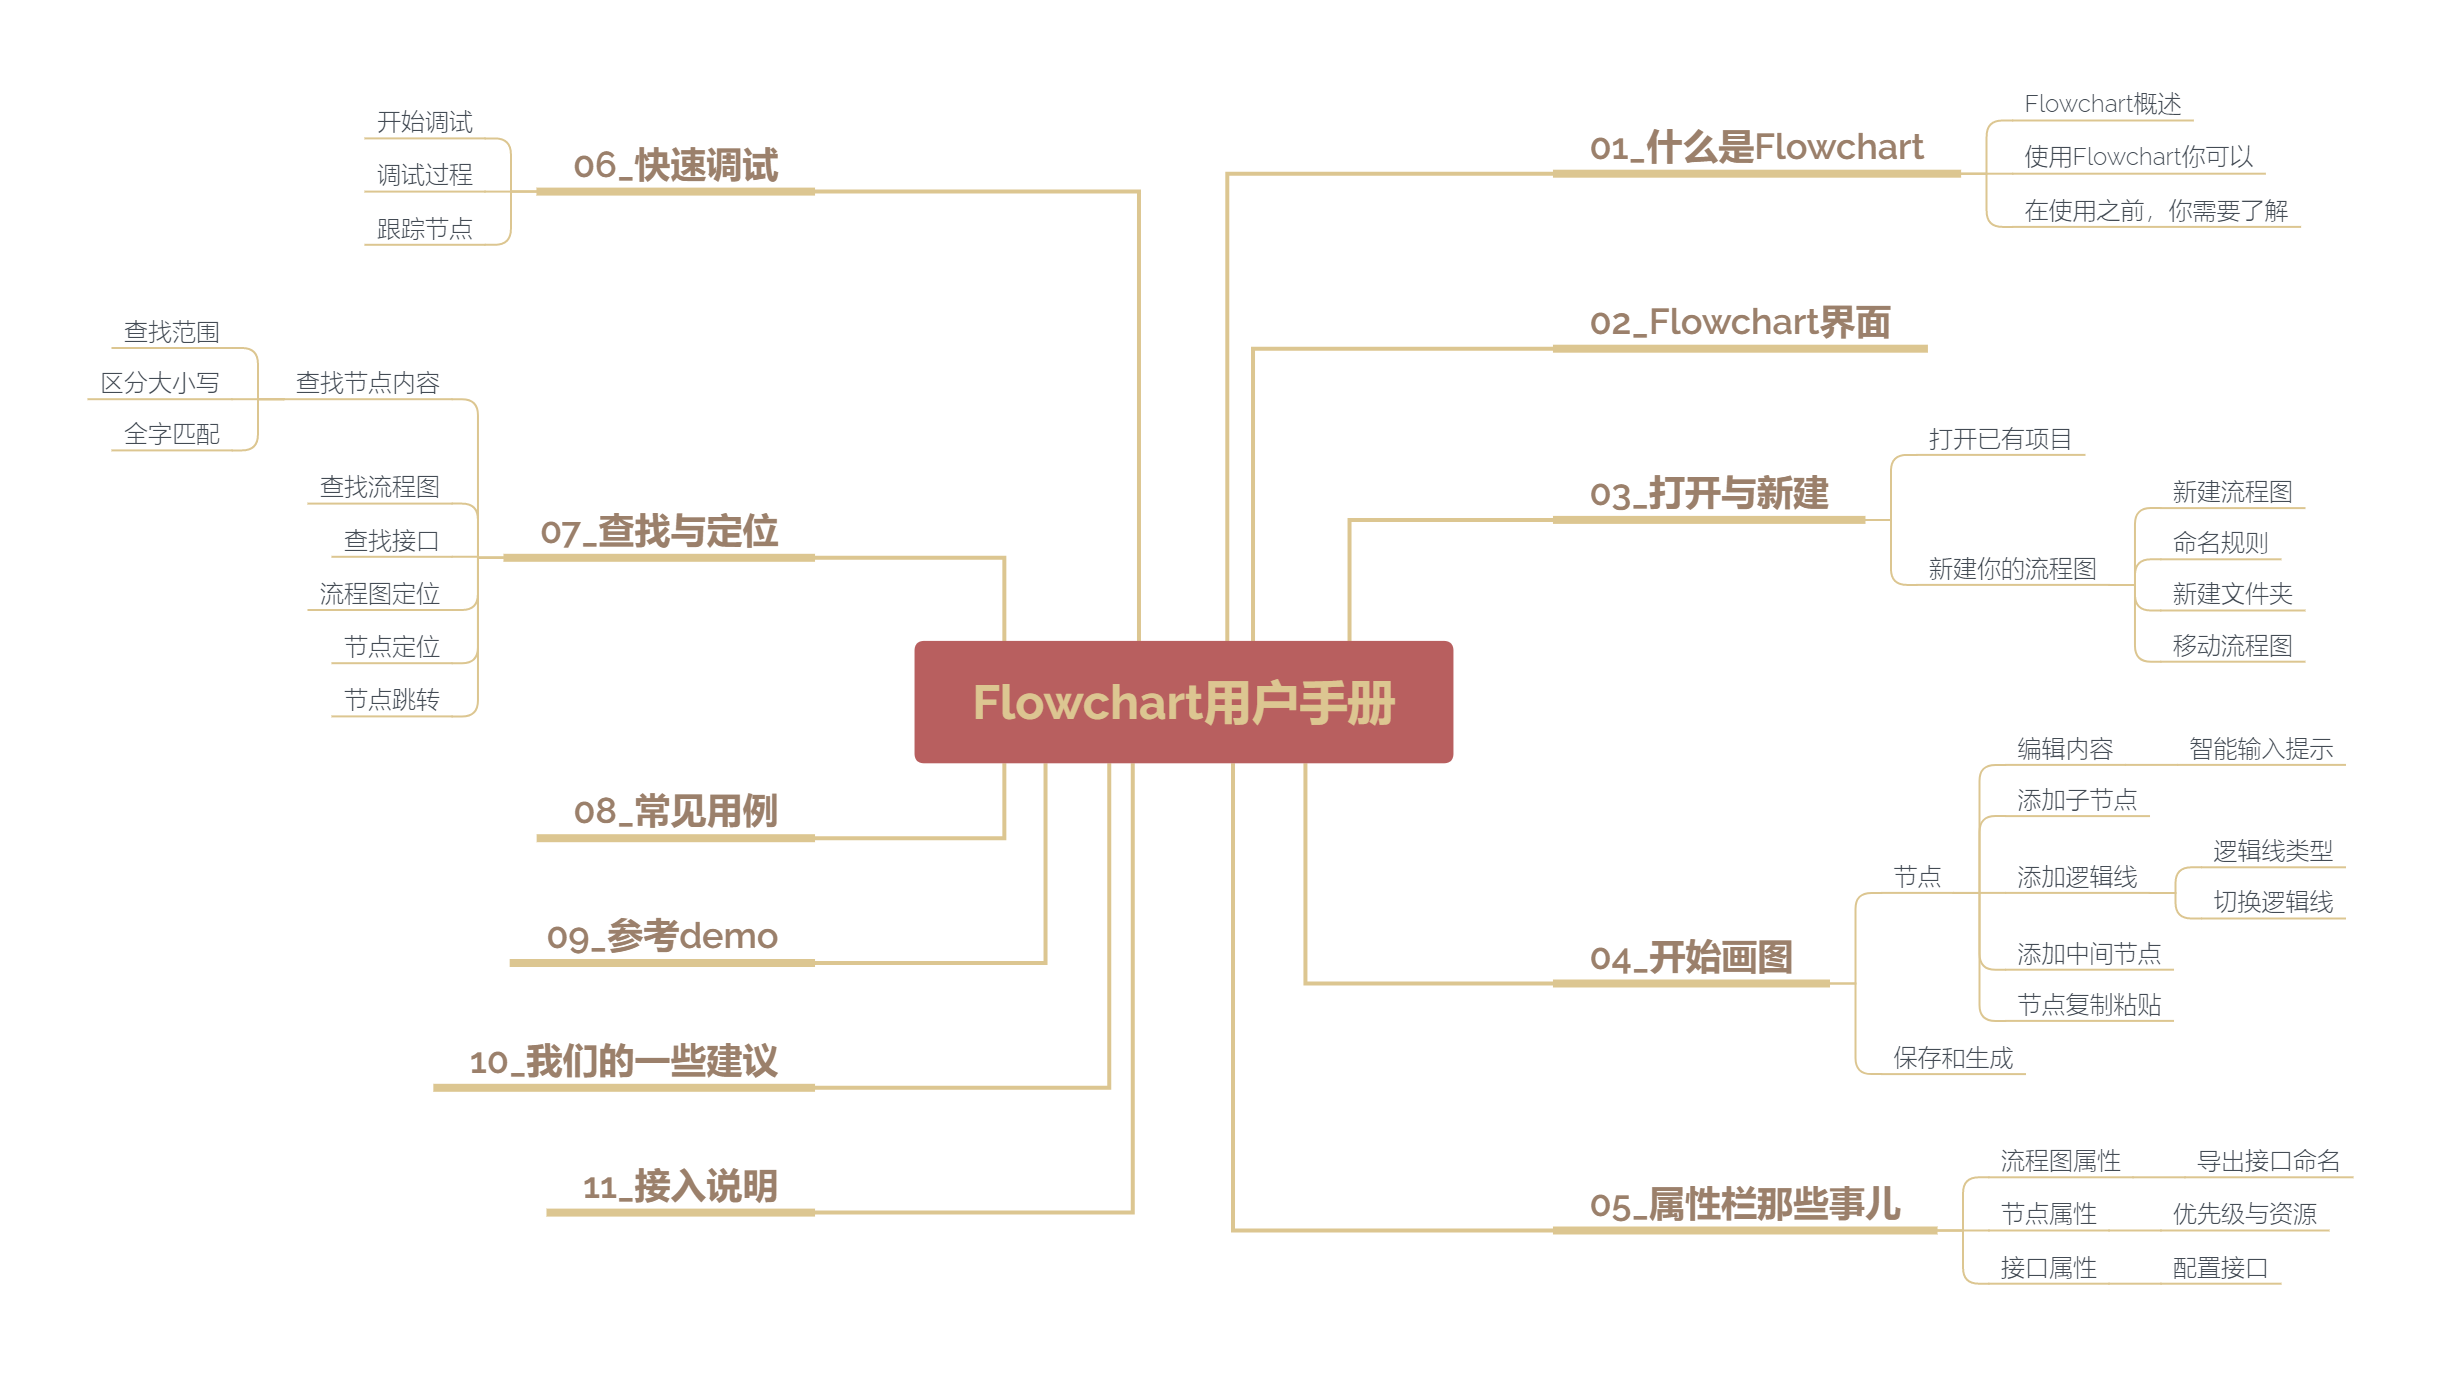 Flowchart用户手册
01_什么是Flowchart
Flowchart概述
使用Flowchart你可以
在使用之前，你需要了解
02_Flowchart界面
03_打开与新建
打开已有项目
新建你的流程图
新建流程图
命名规则
新建文件夹
移动流程图
04_开始画图
节点
编辑内容
智能输入提示
添加子节点
添加逻辑线
逻辑线类型
切换逻辑线
添加中间节点
节点复制粘贴
保存和生成
05_属性栏那些事儿
流程图属性
导出接口命名
节点属性
优先级与资源
接口属性
配置接口
06_快速调试
开始调试
调试过程
跟踪节点
07_查找与定位
查找节点内容
查找范围
区分大小写
全字匹配
查找流程图
查找接口
流程图定位
节点定位
节点跳转
08_常见用例
09_参考demo
10_我们的一些建议
11_接入说明